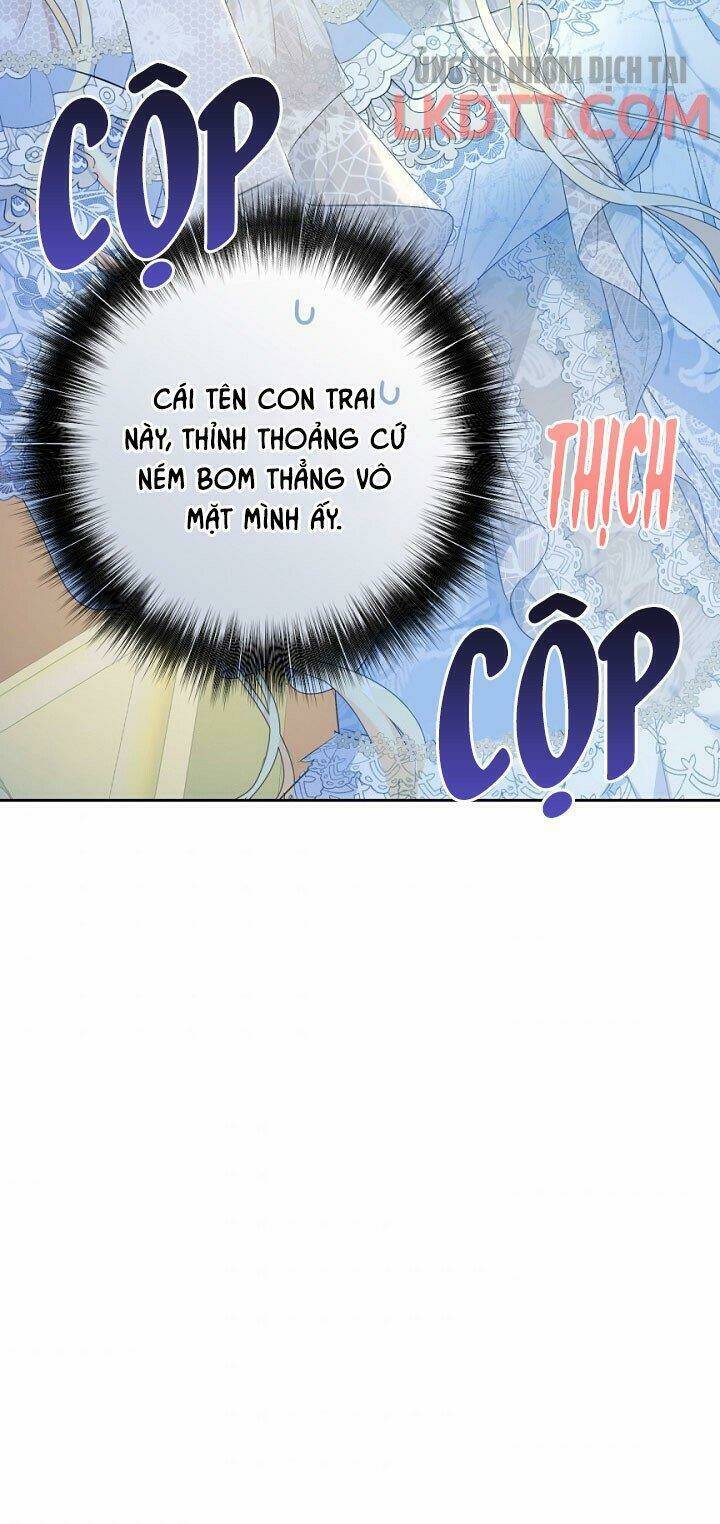 ỦNG HỘ NHÓM DỊCH TẠI
LKDTT.COM
CỘP
CÁI TÊN CON TRAI
NÀY, THỈNH THOẢNG CỨ
NÉM BOM THẲNG VÔ
MẶT MÌNH ẤY.
THỊCH
CỘP